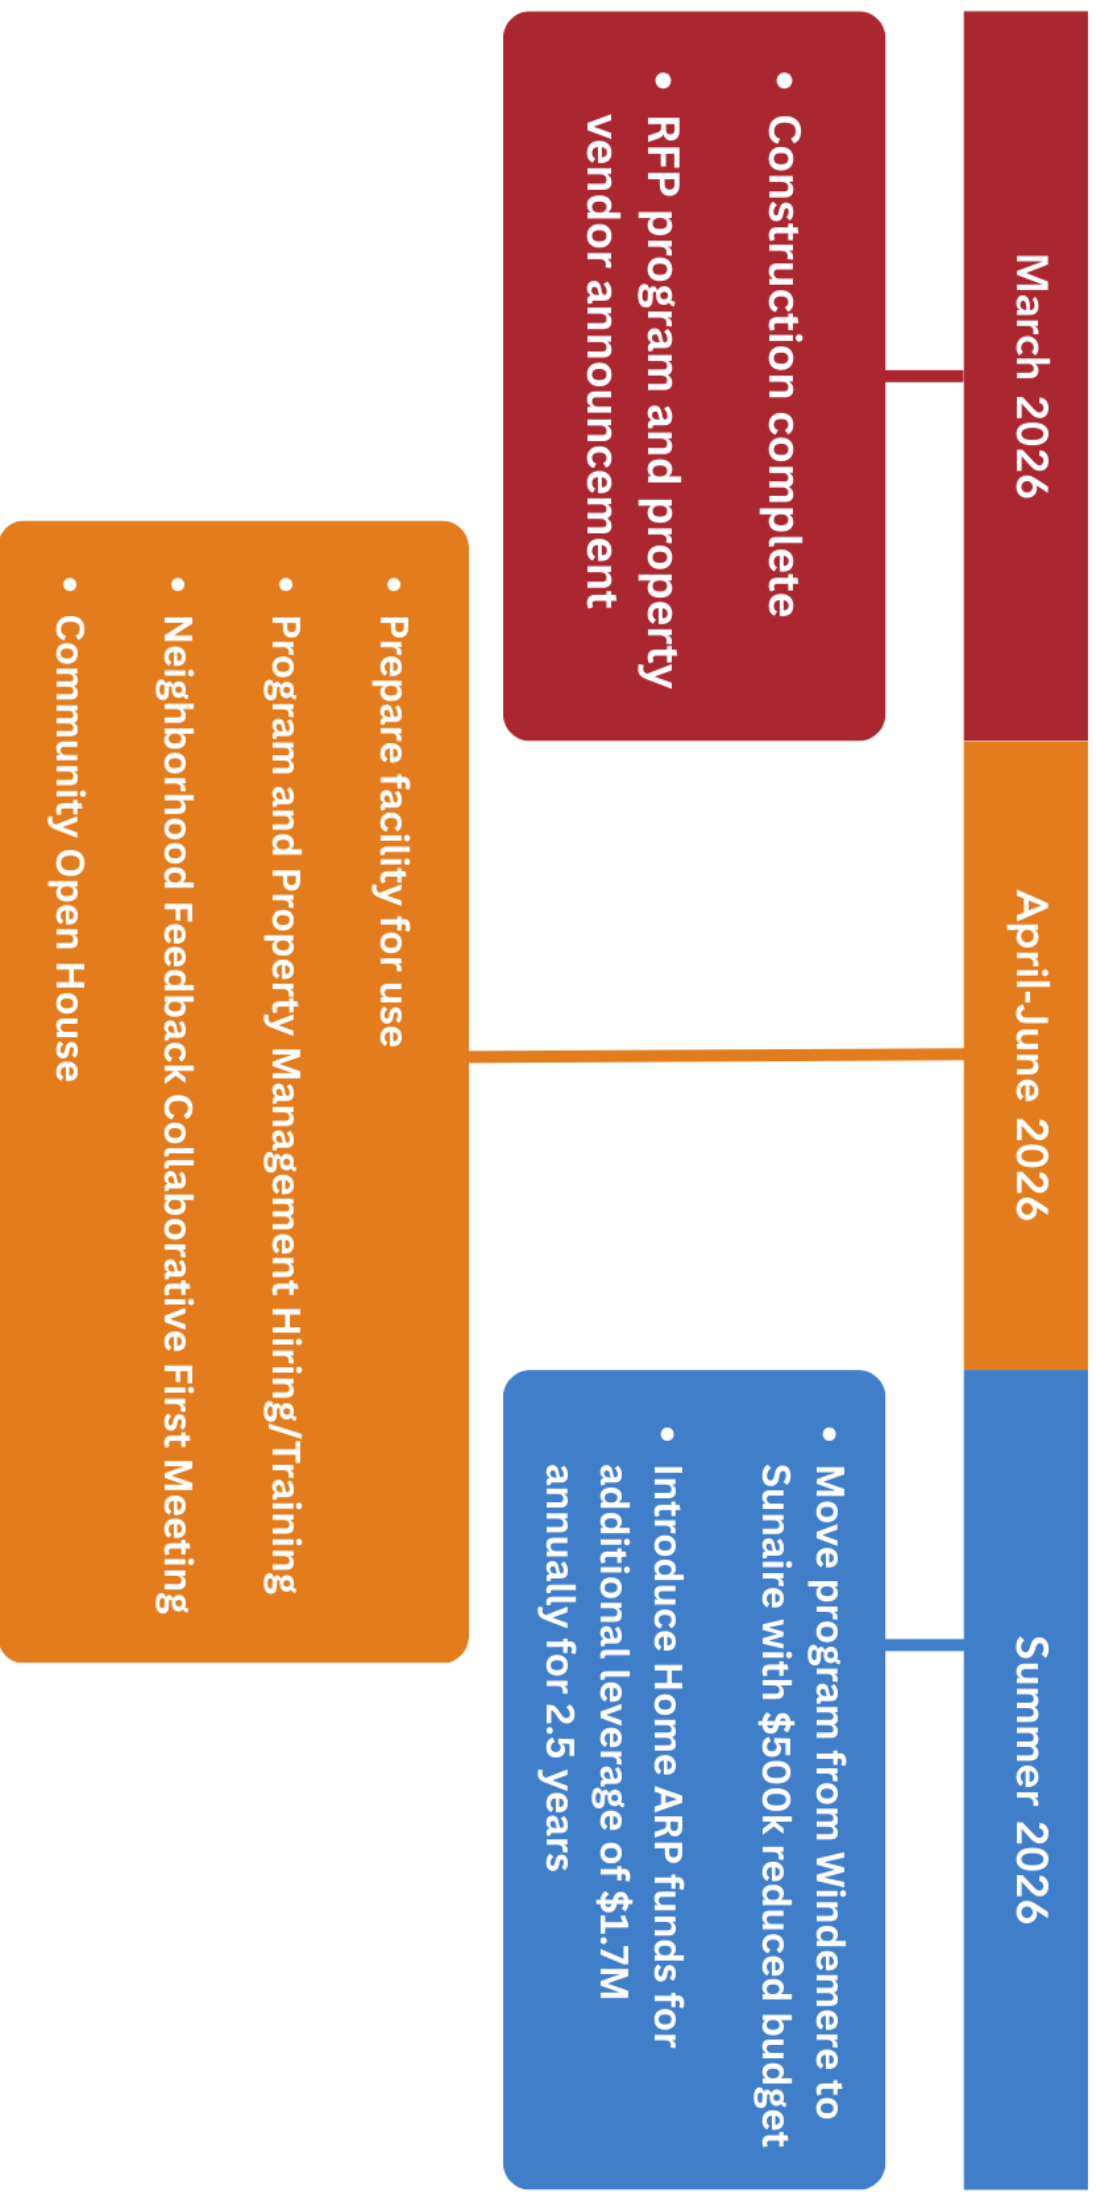 March 2026
April-June 2026
Summer 2026
• Construction complete
• RFP program and property
vendor announcement
• Prepare facility for use
• Program and Property Management Hiring/Training
• Neighborhood Feedback Collaborative First Meeting
• Community Open House
• Move program from Windemere to
Sunaire with $500k reduced budget
• Introduce Home ARP funds for
additional leverage of $1.7M
annually for 2.5 years